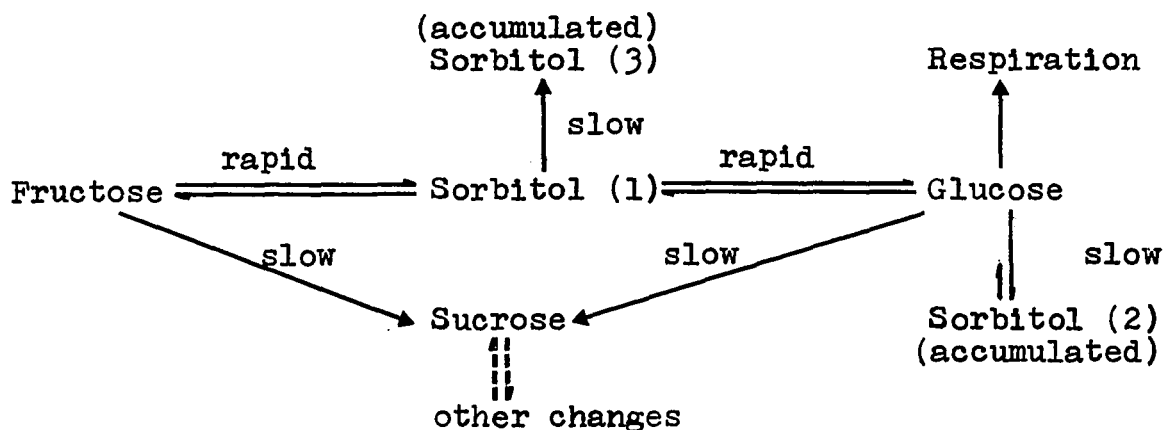 (accumulated)
Sorbitol (3)
Respiration
slow
rapid
rapid
Fructose
Sorbitol (1)
Glucose
slow
slow
slow
Sucrose
Sorbitol (2)
(accumulated)
other changes